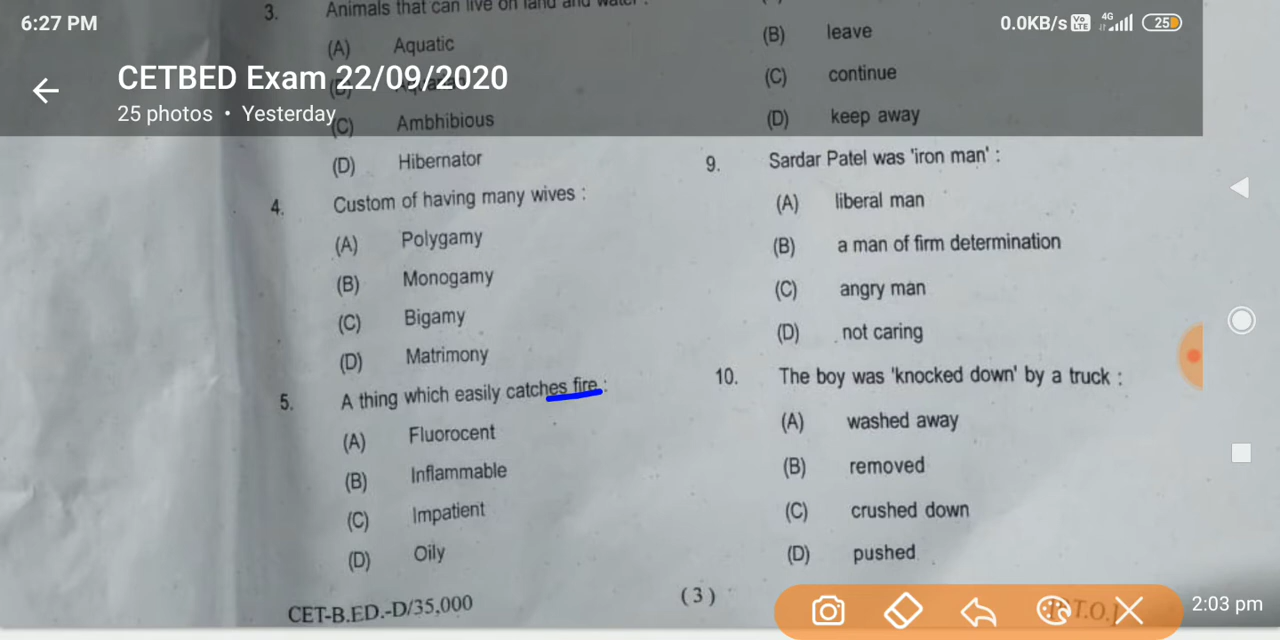 6:27 PM
0.0KB/s Vo LTE 4G 25
CETBED Exam 22/09/2020
25 photos • Yesterday
3. Animals that can live on land and water :
(A) Aquatic
(B)
(C) Ambhibious
(D) Hibernator
4. Custom of having many wives :
(A) Polygamy
(B) Monogamy
(C) Bigamy
(D) Matrimony
5. A thing which easily catches fire :
(A) Fluorocent
(B) Inflammable
(C) Impatient
(D) Oily
CET-B.ED.-D/35,000
(B) leave
(C) continue
(D) keep away
9. Sardar Patel was 'iron man' :
(A) liberal man
(B) a man of firm determination
(C) angry man
(D) not caring
10. The boy was 'knocked down' by a truck :
(A) washed away
(B) removed
(C) crushed down
(D) pushed
( 3 )
T.O.]
2:03 pm